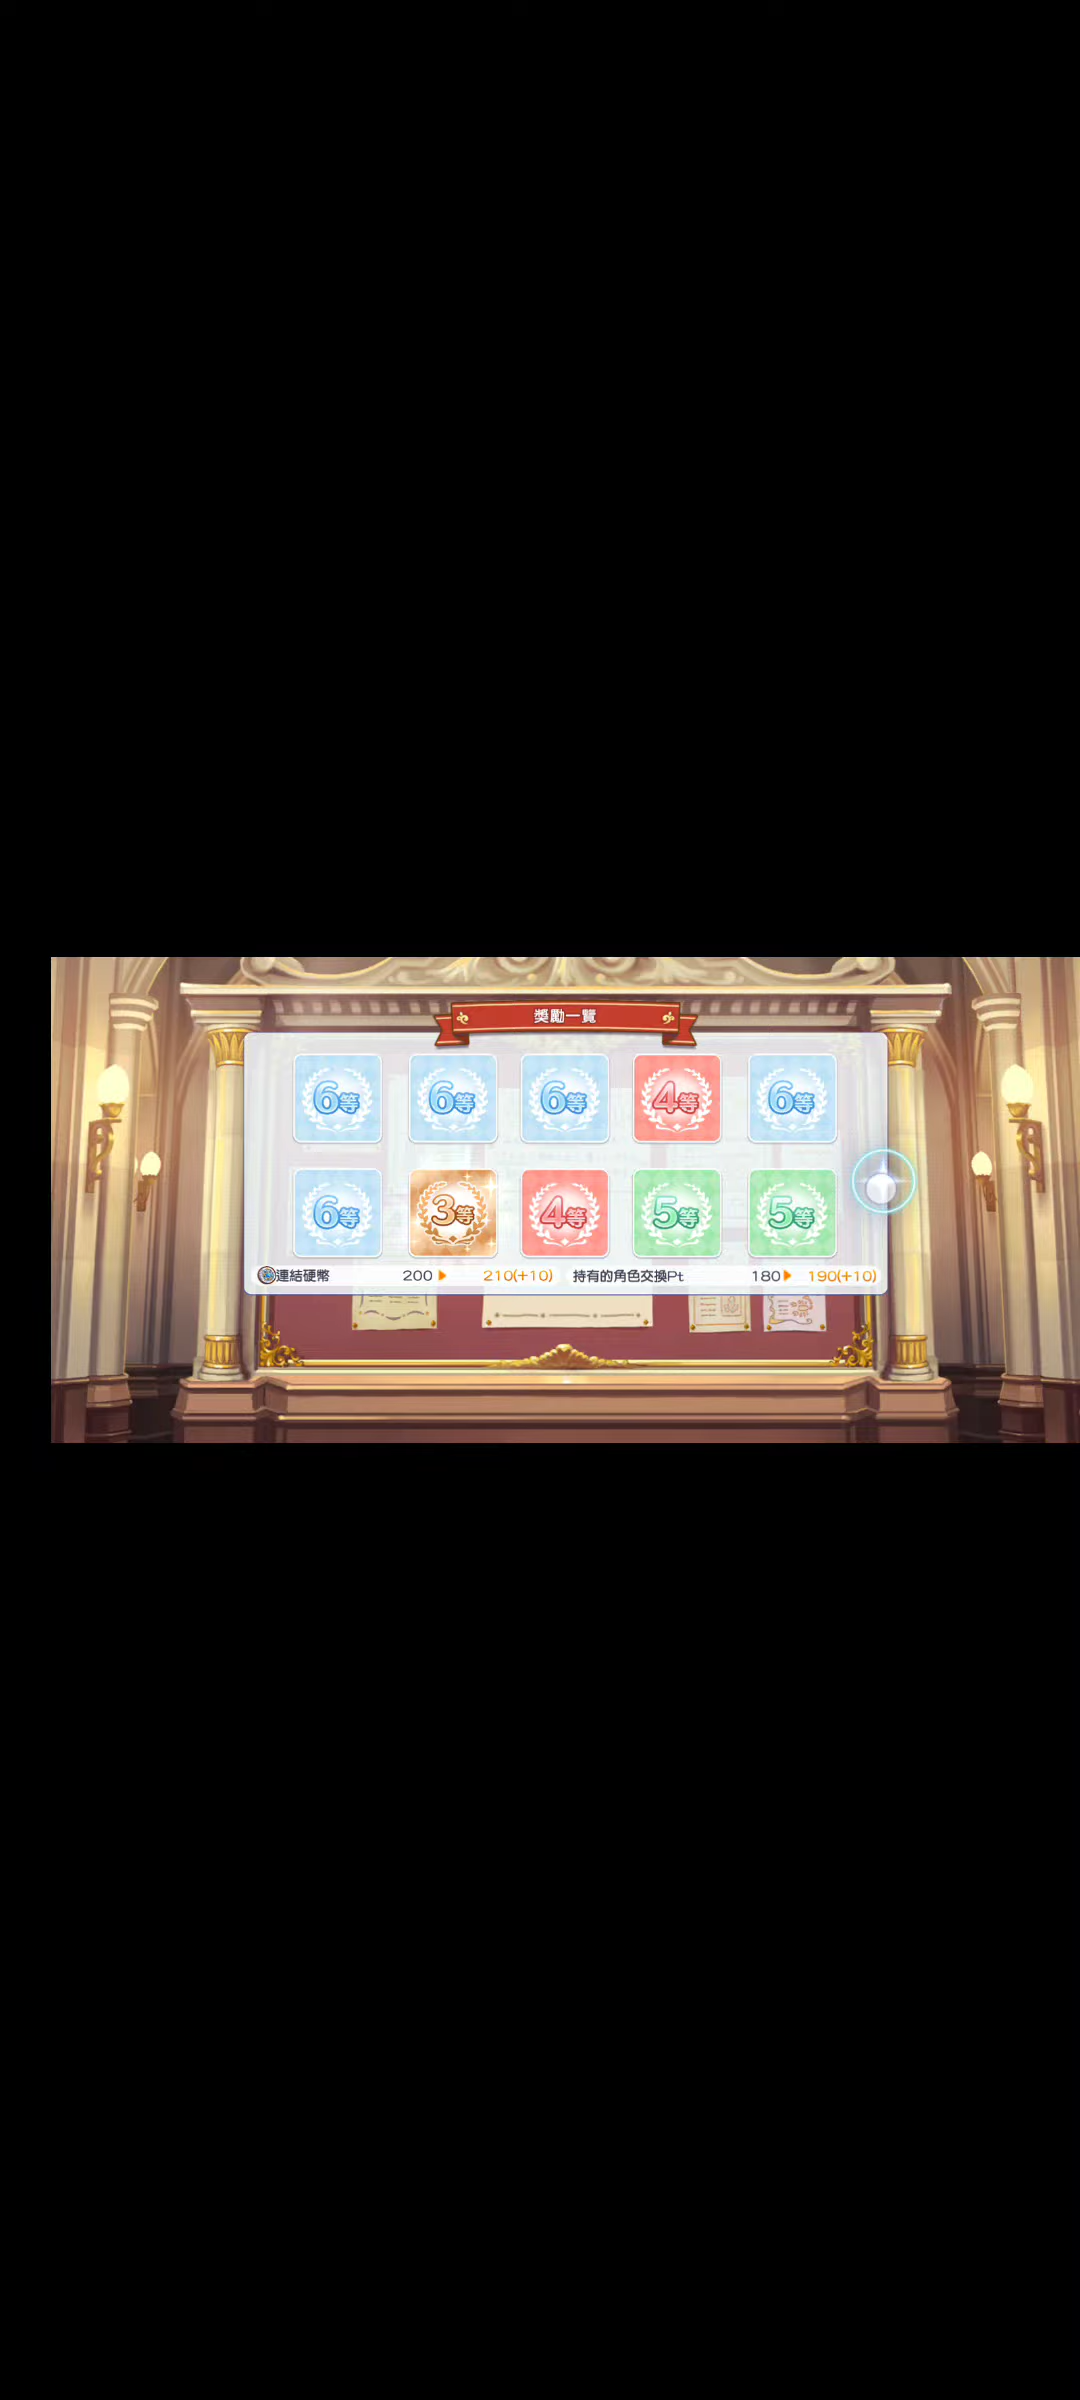 獎勵一覽
6等 6等 6等 4等 6等
6等 3等 4等 5等 5等
連結硬幣 200 ▶ 210(+10) 持有的角色交換Pt 180 ▶ 190(+10)